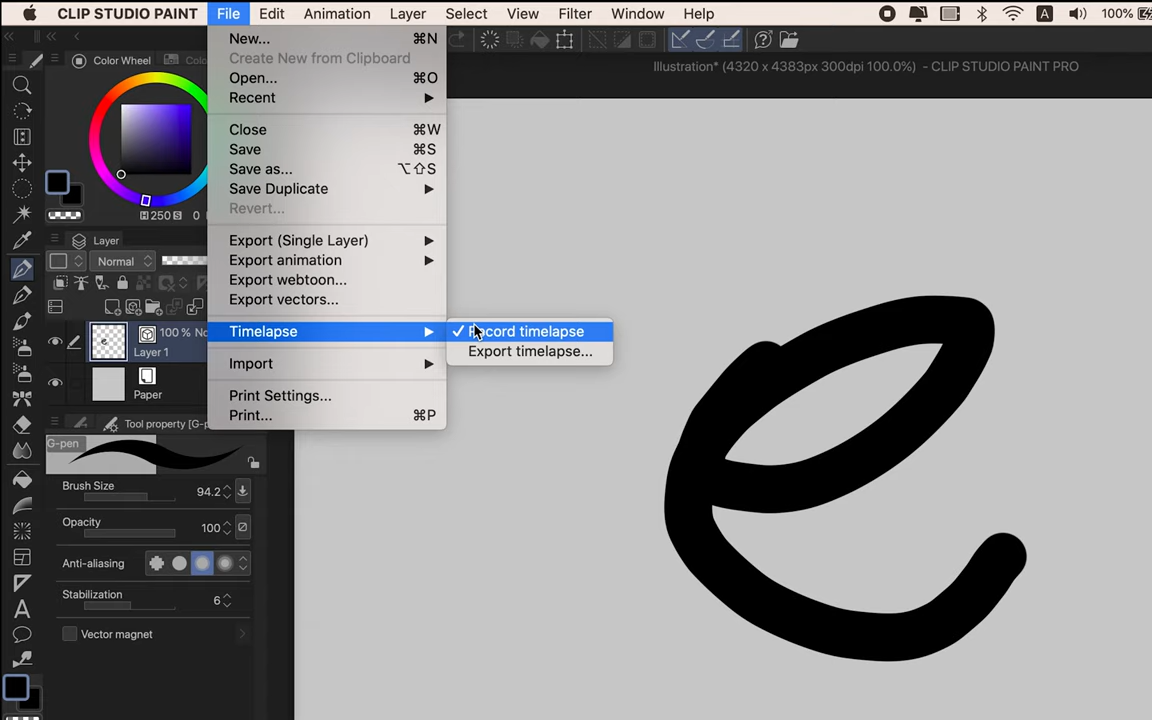 CLIP STUDIO PAINT File Edit Animation Layer Select View Filter Window Help A 100%
Illustration* (4320 x 4383px 300dpi 100.0%) - CLIP STUDIO PAINT PRO
Color Wheel
H 250 S 0
Layer
Normal
100 %
Layer 1
Paper
Tool property
G-pen
Brush Size 94.2
Opacity 100
Anti-aliasing
Stabilization 6
Vector magnet
A
New... ⌘N
Create New from Clipboard
Open... ⌘O
Recent
Close ⌘W
Save ⌘S
Save as... ⌥⇧S
Save Duplicate
Revert...
Export (Single Layer)
Export animation
Export webtoon...
Export vectors...
Timelapse
Import
Print Settings...
Print... ⌘P
✓ Record timelapse
Export timelapse...
e